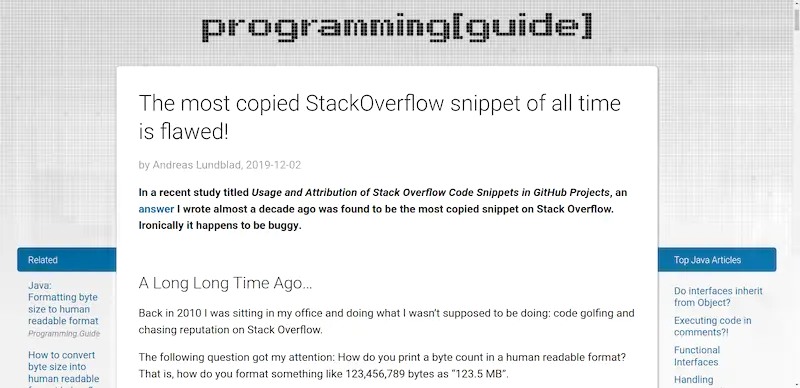 programming[guide]
The most copied StackOverflow snippet of all time
is flawed!
by Andreas Lundblad, 2019-12-02
In a recent study titled Usage and Attribution of Stack Overflow Code Snippets in GitHub Projects, an
answer I wrote almost a decade ago was found to be the most copied snippet on Stack Overflow.
Ironically it happens to be buggy.
A Long Long Time Ago…
Back in 2010 I was sitting in my office and doing what I wasn't supposed to be doing: code golfing and
chasing reputation on Stack Overflow.
The following question got my attention: How do you print a byte count in a human readable format?
That is, how do you format something like 123,456,789 bytes as “123.5 MB”.
Related
Java:
Formatting byte
size to human
readable format
Programming.Guide
How to convert
byte size into
human readable
Top Java Articles
Do interfaces inherit
from Object?
Executing code in
comments?!
Functional
Interfaces
Handling